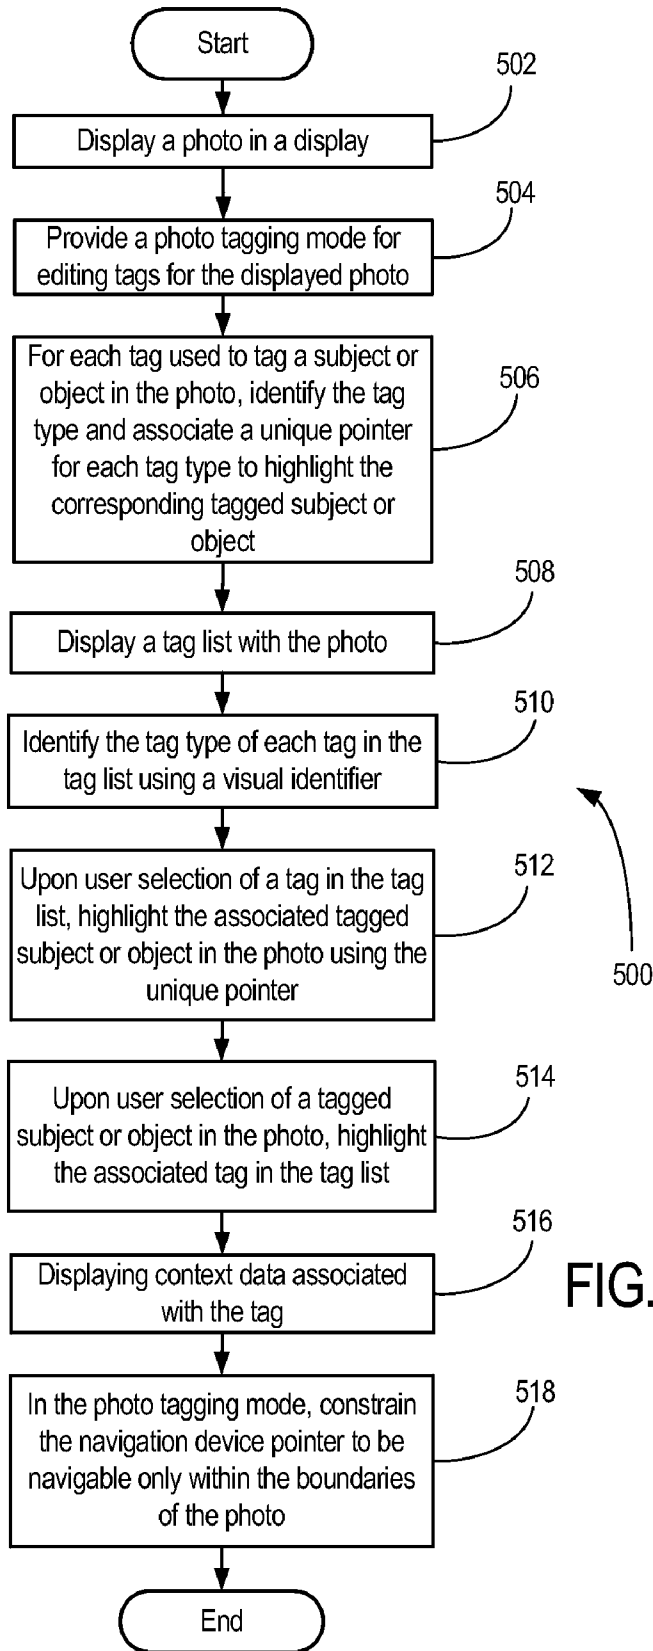 Start
502
Display a photo in a display
504
Provide a photo tagging mode for
editing tags for the displayed photo
For each tag used to tag a subject or
object in the photo, identify the tag
type and associate a unique pointer
for each tag type to highlight the
corresponding tagged subject or
object
506
508
Display a tag list with the photo
510
Identify the tag type of each tag in the
tag list using a visual identifier
512
Upon user selection of a tag in the tag
list, highlight the associated tagged
subject or object in the photo using the
unique pointer
500
514
Upon user selection of a tagged
subject or object in the photo, highlight
the associated tag in the tag list
516
Displaying context data associated
with the tag
FIG.
518
In the photo tagging mode, constrain
the navigation device pointer to be
navigable only within the boundaries
of the photo
End